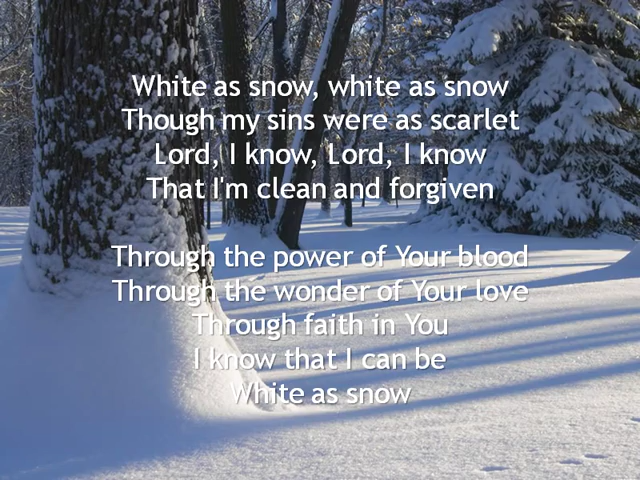 White as snow, white as snow
Though my sins were as scarlet
Lord, I know, Lord, I know
That I'm clean and forgiven
Through the power of Your blood
Through the wonder of Your love
Through faith in You
I know that I can be
White as snow